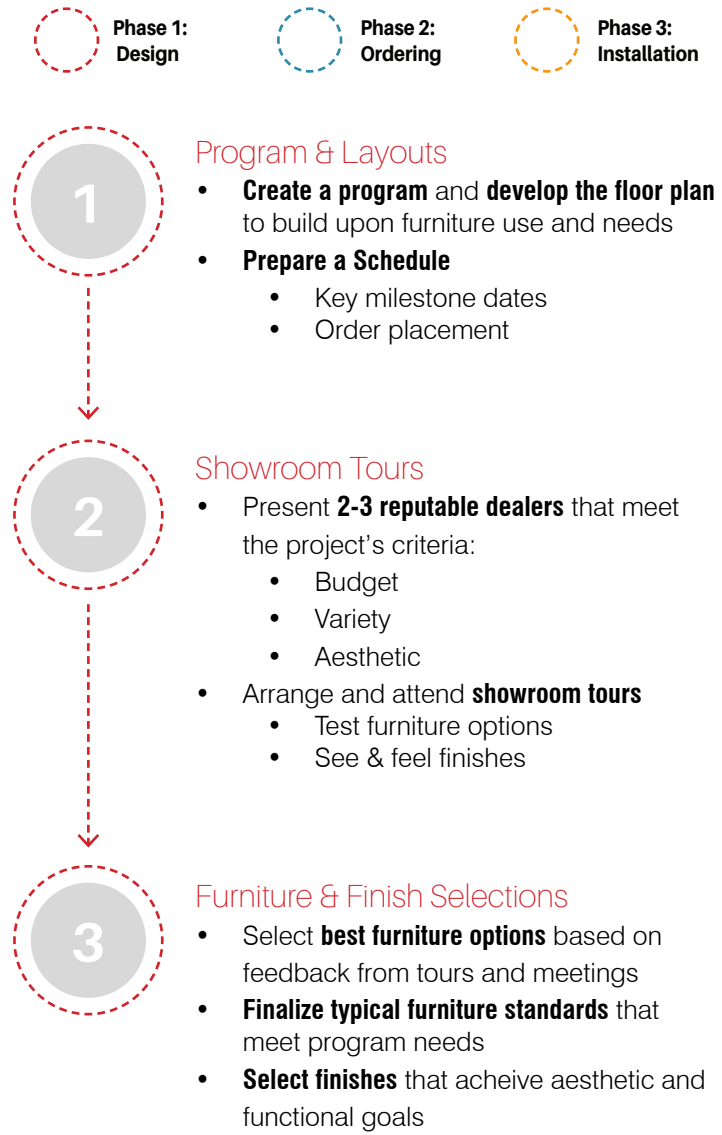 Phase 1:
Design
Phase 2:
Ordering
Phase 3:
Installation
1
Program & Layouts
• Create a program and develop the floor plan
to build upon furniture use and needs
• Prepare a Schedule
• Key milestone dates
• Order placement
2
Showroom Tours
• Present 2-3 reputable dealers that meet
the project's criteria:
• Budget
• Variety
• Aesthetic
• Arrange and attend showroom tours
• Test furniture options
• See & feel finishes
3
Furniture & Finish Selections
• Select best furniture options based on
feedback from tours and meetings
• Finalize typical furniture standards that
meet program needs
• Select finishes that acheive aesthetic and
functional goals